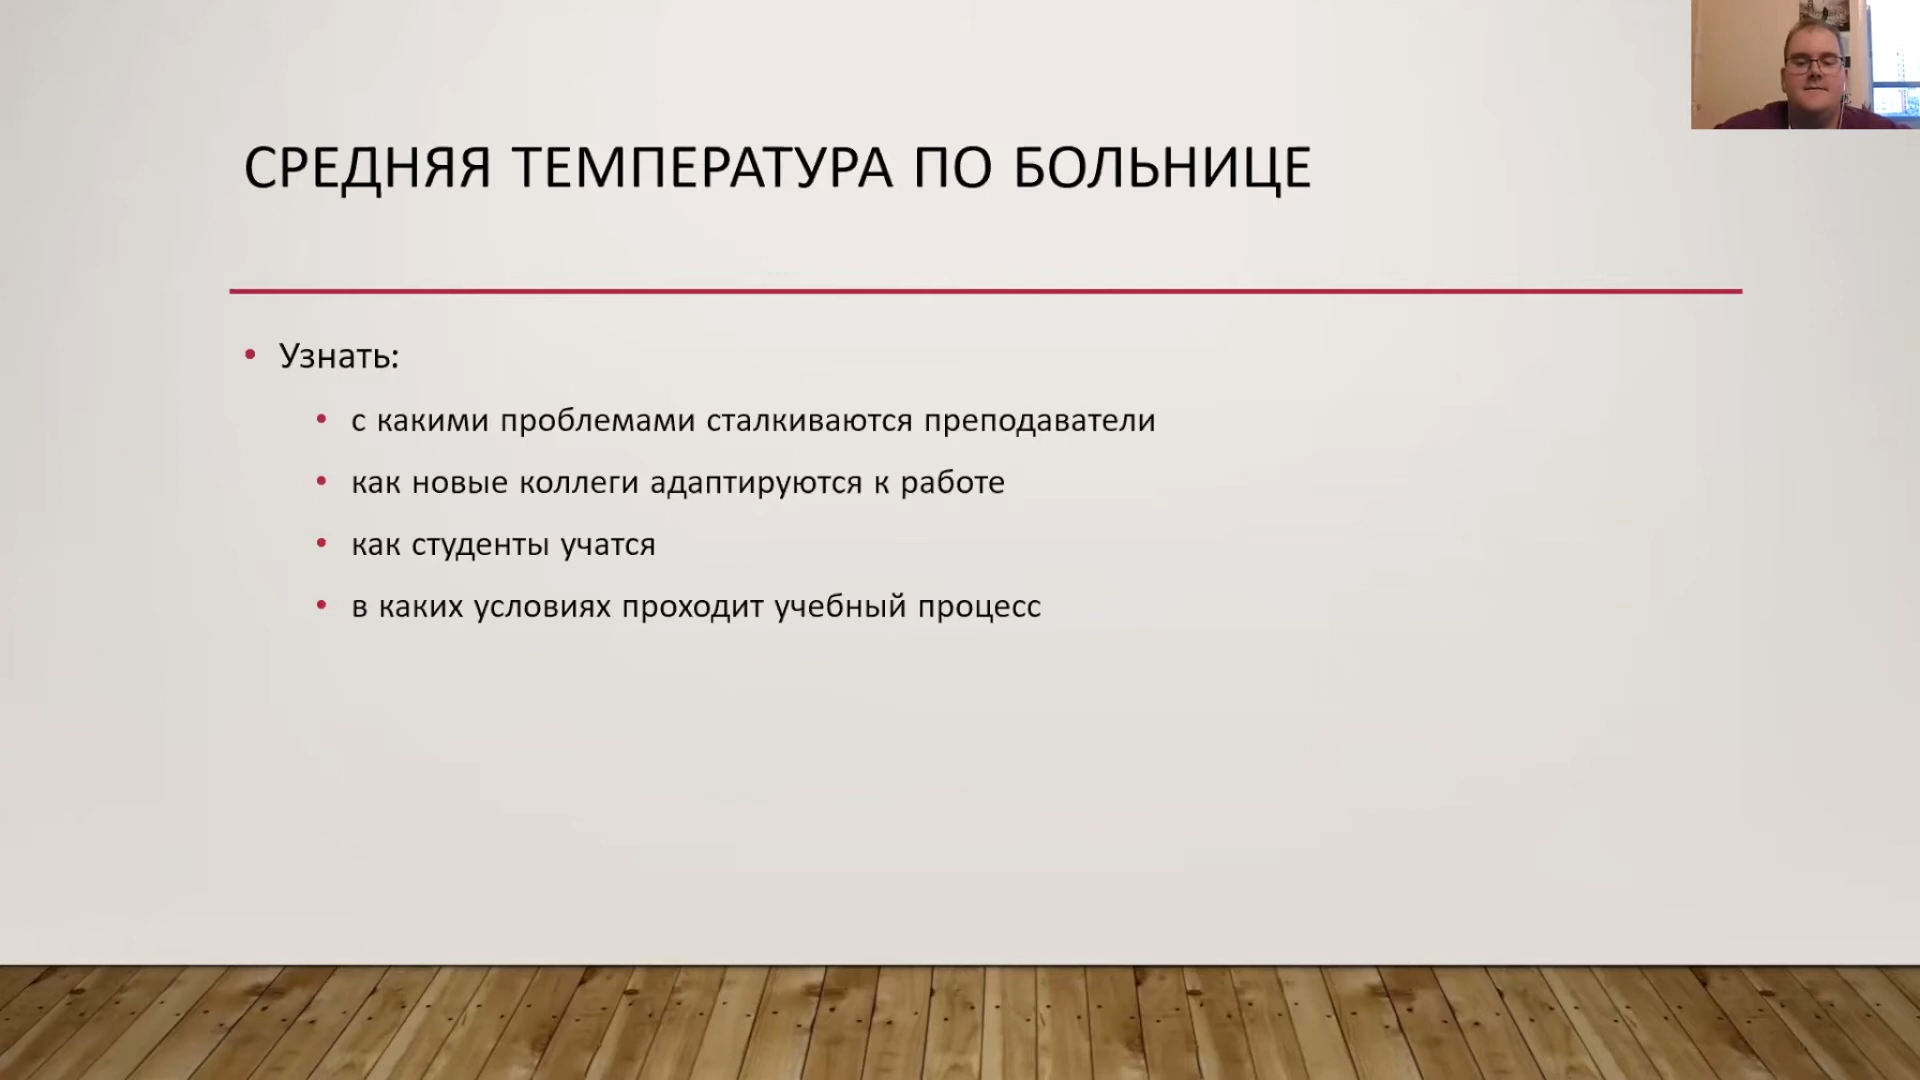 СРЕДНЯЯ ТЕМПЕРАТУРА ПО БОЛЬНИЦЕ
• Узнать:
• с какими проблемами сталкиваются преподаватели
• как новые коллеги адаптируются к работе
• как студенты учатся
• в каких условиях проходит учебный процесс